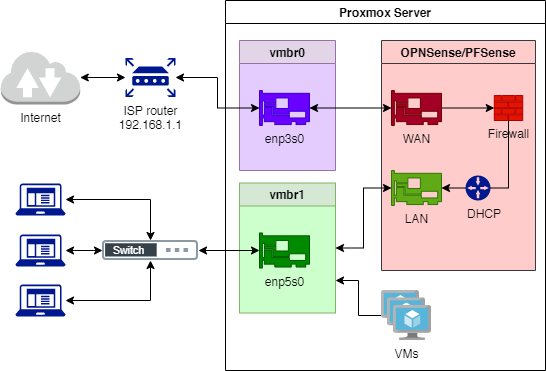 Proxmox Server
vmbr0
OPNSense/PFSense
Internet
ISP router
192.168.1.1
enp3s0
WAN
Firewall
vmbr1
LAN
DHCP
Switch
enp5s0
VMs